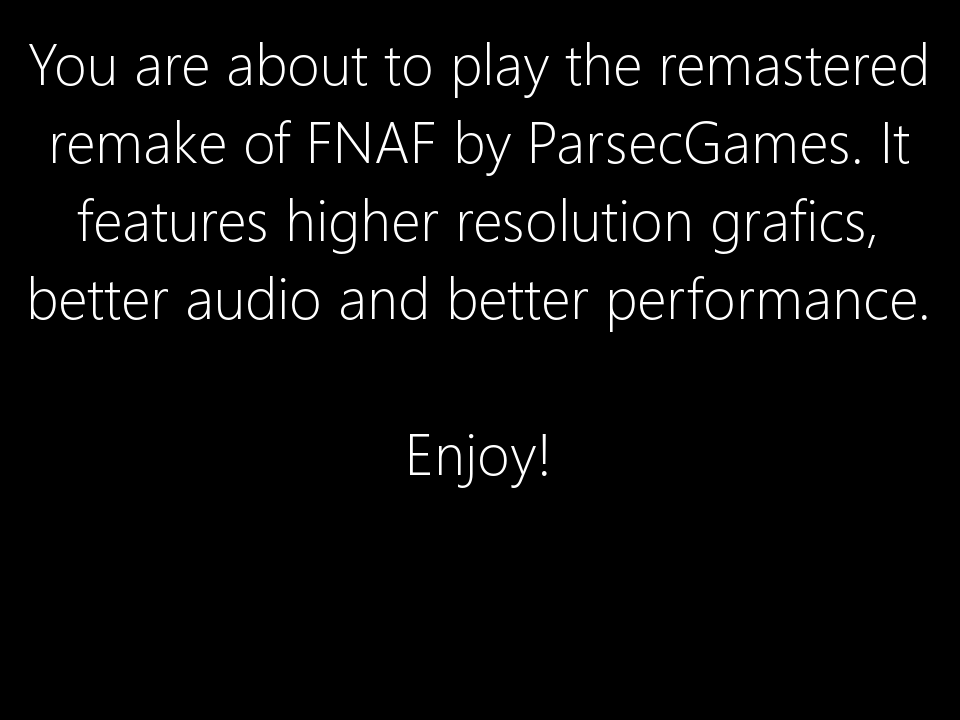 You are about to play the remastered
remake of FNAF by ParsecGames. It
features higher resolution grafics,
better audio and better performance.
Enjoy!